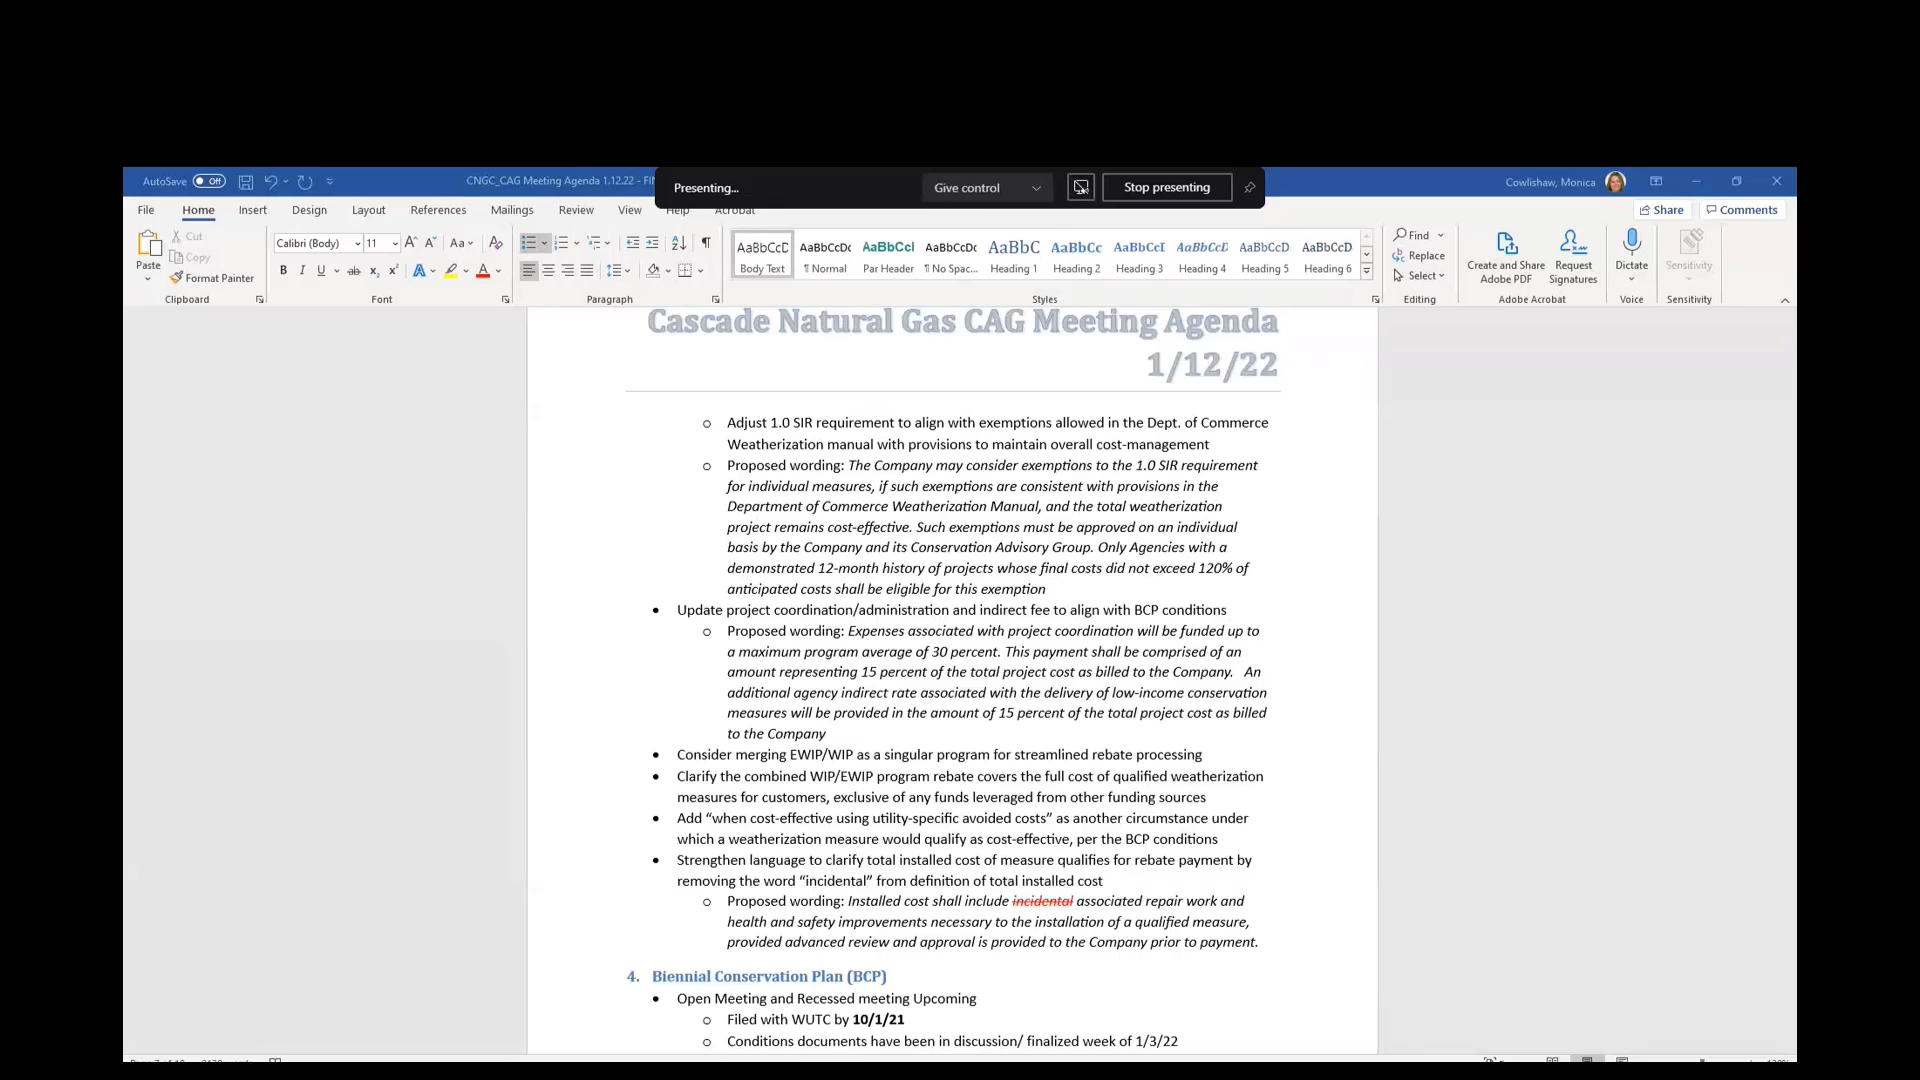 Presenting...
Give control
Stop presenting
AutoSave Off
CNGC_CAG Meeting Agenda 1.12.22 - FI
Cowlishaw, Monica
File Home Insert Design Layout References Mailings Review View Help Acrobat
Share Comments
Paste
Cut
Copy
Format Painter
Clipboard
Calibri (Body) 11
Font
Paragraph
AaBbCcD AaBbCcDc AaBbCcI AaBbCcDc AaBbC AaBbCc AaBbCcI AaBbCcD AaBbCcD AaBbCcD
Body Text ¶ Normal Par Header ¶ No Spac... Heading 1 Heading 2 Heading 3 Heading 4 Heading 5 Heading 6
Styles
Find
Replace
Select
Editing
Create and Share
Adobe PDF
Request
Signatures
Adobe Acrobat
Dictate
Voice
Sensitivity
Sensitivity
Cascade Natural Gas CAG Meeting Agenda
1/12/22
o Adjust 1.0 SIR requirement to align with exemptions allowed in the Dept. of Commerce
Weatherization manual with provisions to maintain overall cost-management
o Proposed wording: The Company may consider exemptions to the 1.0 SIR requirement
for individual measures, if such exemptions are consistent with provisions in the
Department of Commerce Weatherization Manual, and the total weatherization
project remains cost-effective. Such exemptions must be approved on an individual
basis by the Company and its Conservation Advisory Group. Only Agencies with a
demonstrated 12-month history of projects whose final costs did not exceed 120% of
anticipated costs shall be eligible for this exemption
• Update project coordination/administration and indirect fee to align with BCP conditions
o Proposed wording: Expenses associated with project coordination will be funded up to
a maximum program average of 30 percent. This payment shall be comprised of an
amount representing 15 percent of the total project cost as billed to the Company. An
additional agency indirect rate associated with the delivery of low-income conservation
measures will be provided in the amount of 15 percent of the total project cost as billed
to the Company
• Consider merging EWIP/WIP as a singular program for streamlined rebate processing
• Clarify the combined WIP/EWIP program rebate covers the full cost of qualified weatherization
measures for customers, exclusive of any funds leveraged from other funding sources
• Add “when cost-effective using utility-specific avoided costs” as another circumstance under
which a weatherization measure would qualify as cost-effective, per the BCP conditions
• Strengthen language to clarify total installed cost of measure qualifies for rebate payment by
removing the word “incidental” from definition of total installed cost
o Proposed wording: Installed cost shall include incidental associated repair work and
health and safety improvements necessary to the installation of a qualified measure,
provided advanced review and approval is provided to the Company prior to payment.
4. Biennial Conservation Plan (BCP)
• Open Meeting and Recessed meeting Upcoming
o Filed with WUTC by 10/1/21
o Conditions documents have been in discussion/ finalized week of 1/3/22